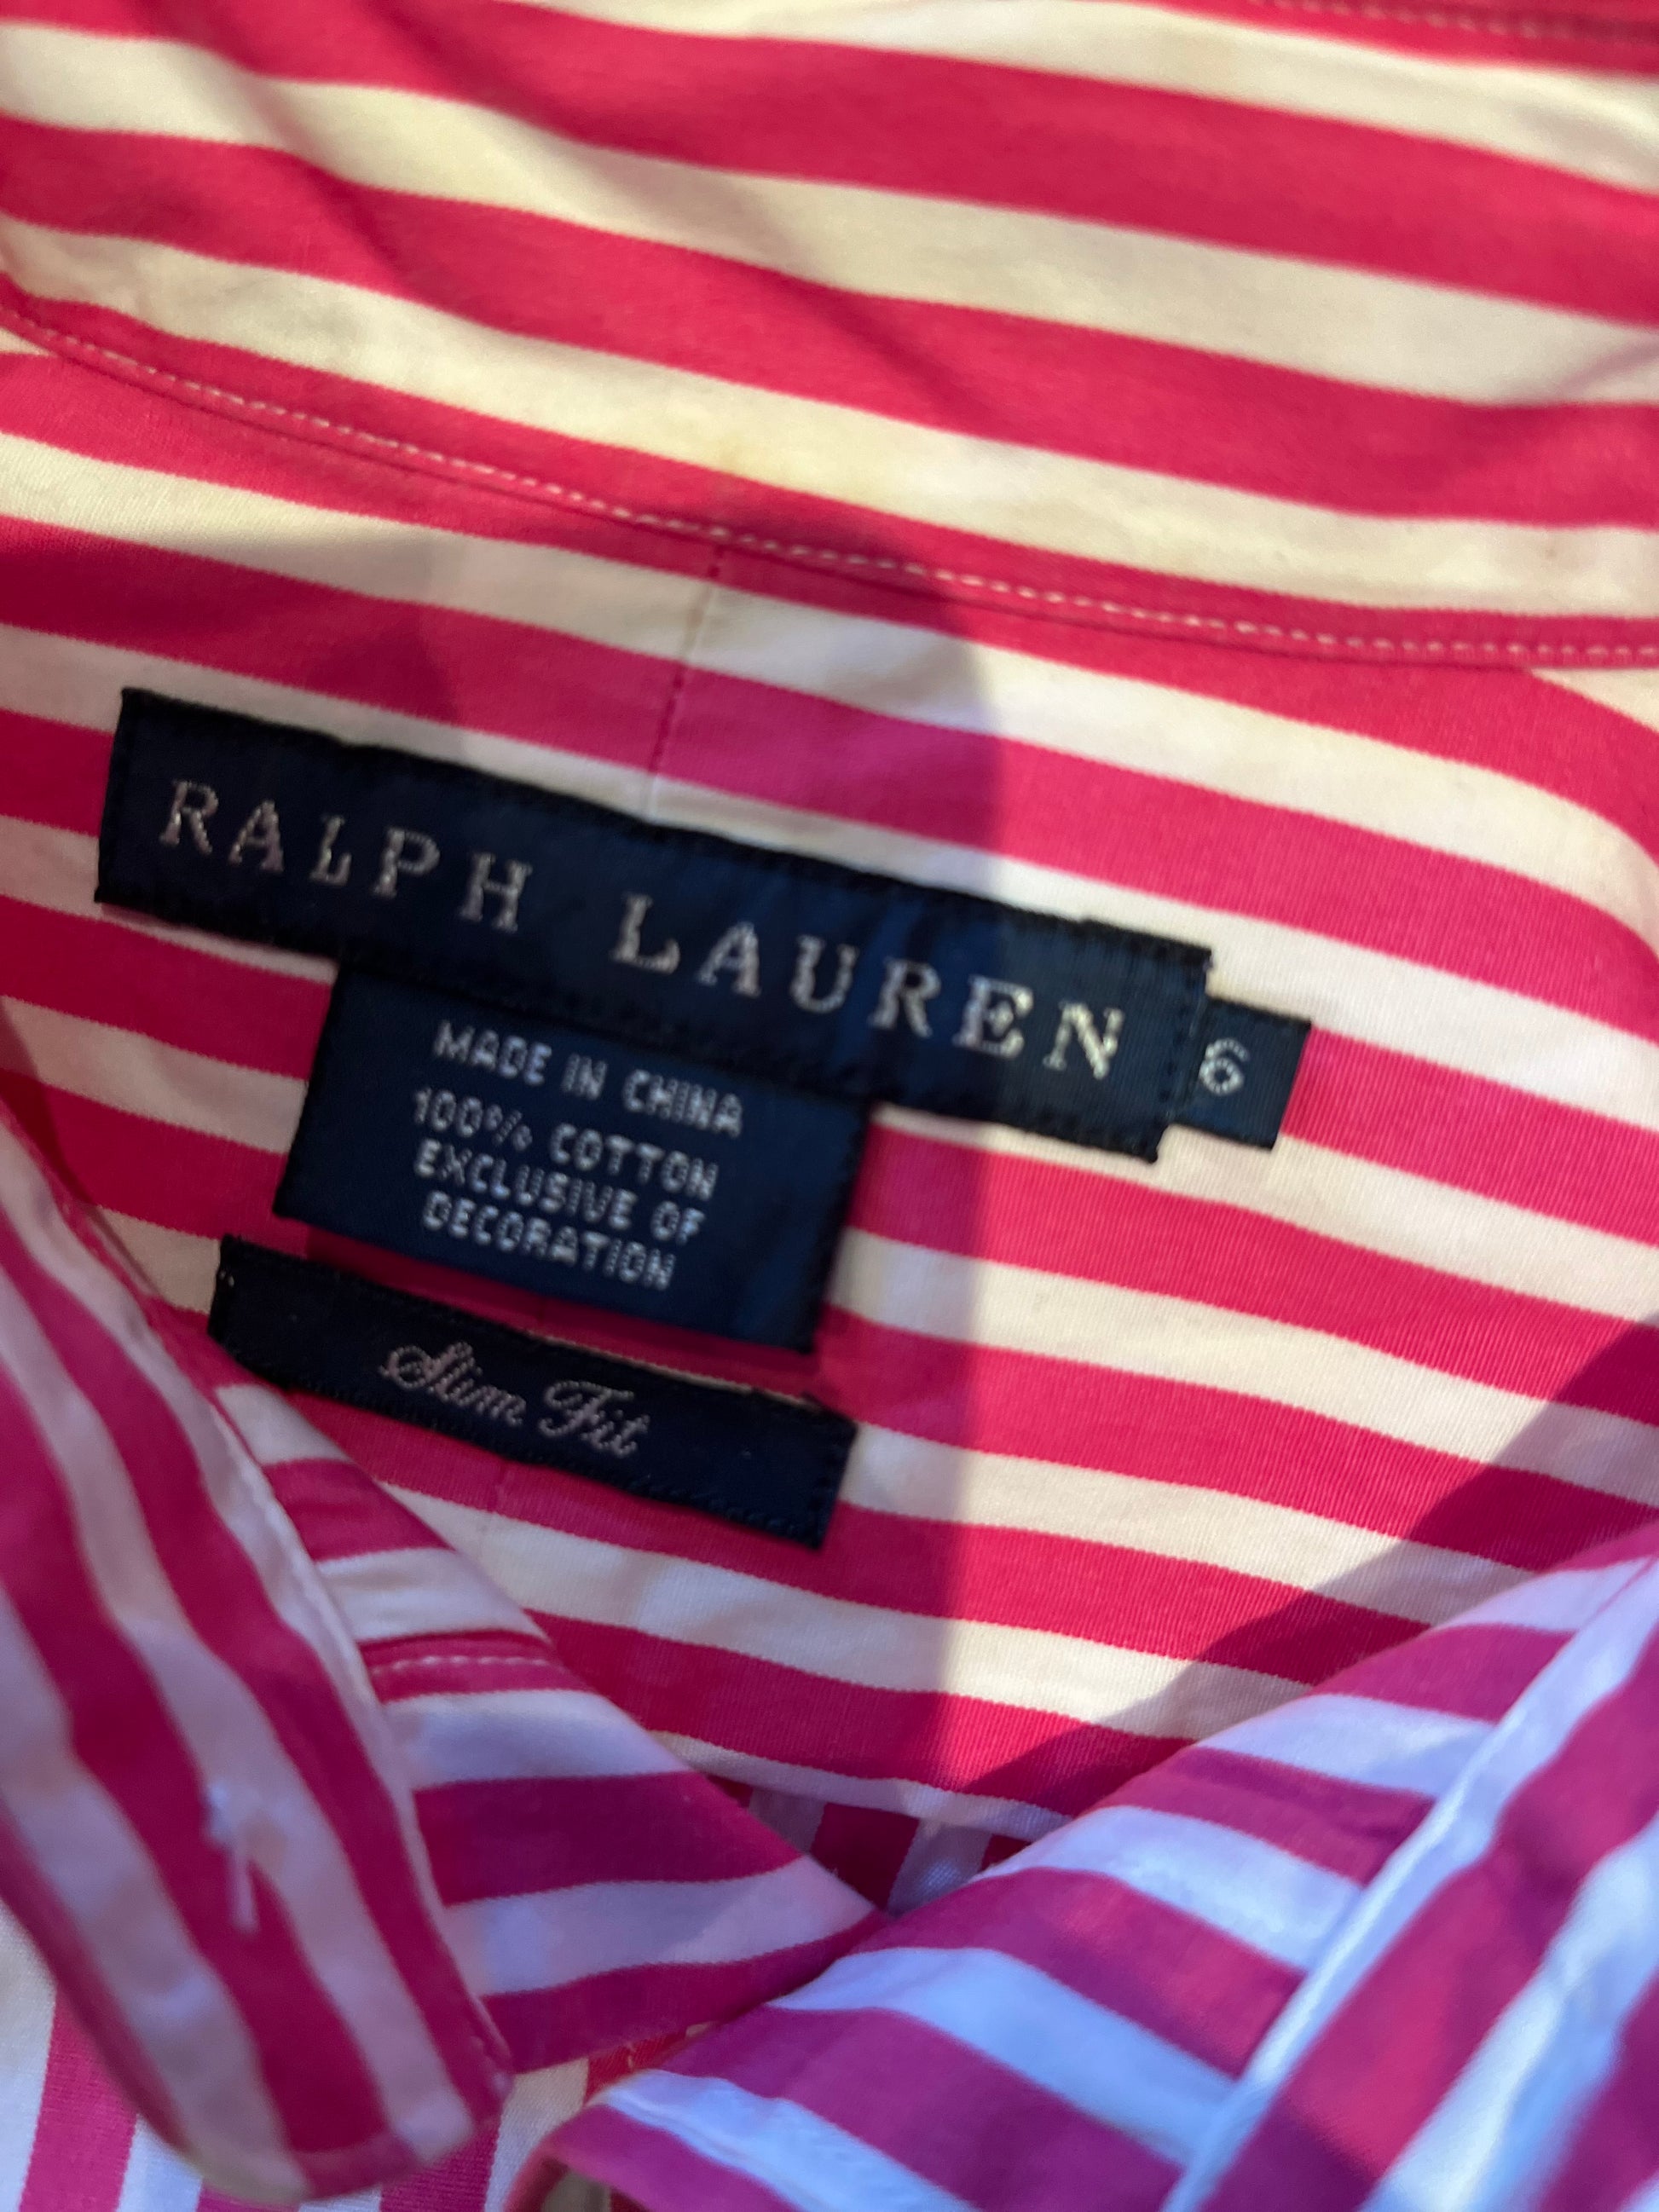 RALPH LAUREN
6
MADE IN CHINA
100% COTTON
EXCLUSIVE OF
DECORATION
Slim Fit